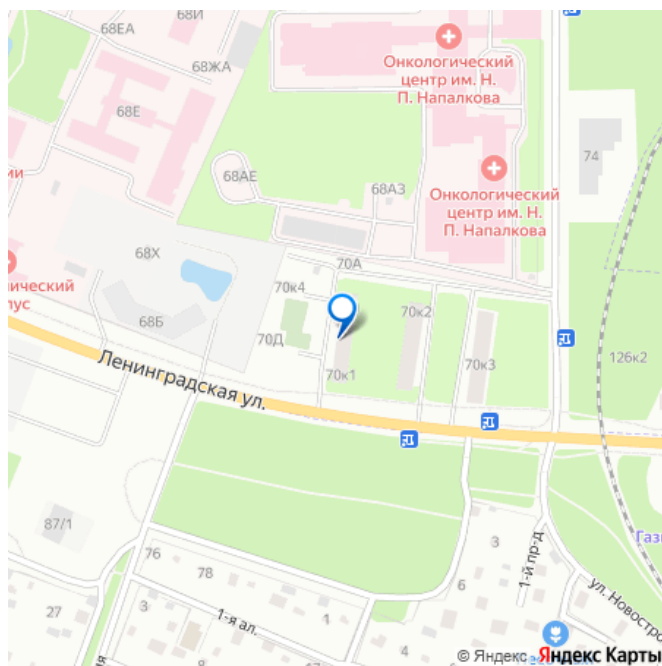 68И
68ЕА
68ЖА
Онкологический
центр им. Н.
П. Напалкова
68Е
74
68АЕ
68АЗ
Онкологический
центр им. Н.
П. Напалкова
68Х
70А
70к4
70к2
68Б
70Д
126к2
70к3
70к1
Ленинградская ул.
87/1
3
1-й пр-д
76
78
6
27
3
1-я ал.
ул. Новостро
1
3
5
4
© Яндекс Яндекс Карты